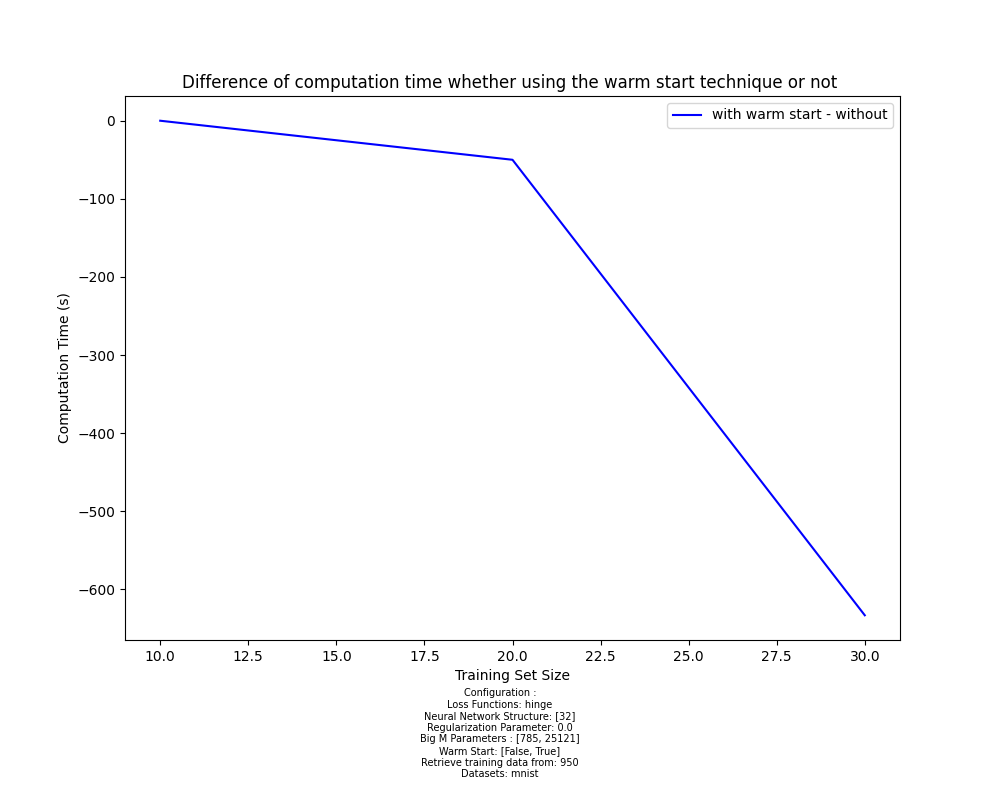 Difference of computation time whether using the warm start technique or not
with warm start - without
0
−100
−200
−300
−400
−500
−600
Computation Time (s)
10.0 12.5 15.0 17.5 20.0 22.5 25.0 27.5 30.0
Training Set Size
Configuration :
Loss Functions: hinge
Neural Network Structure: [32]
Regularization Parameter: 0.0
Big M Parameters : [785, 25121]
Warm Start: [False, True]
Retrieve training data from: 950
Datasets: mnist